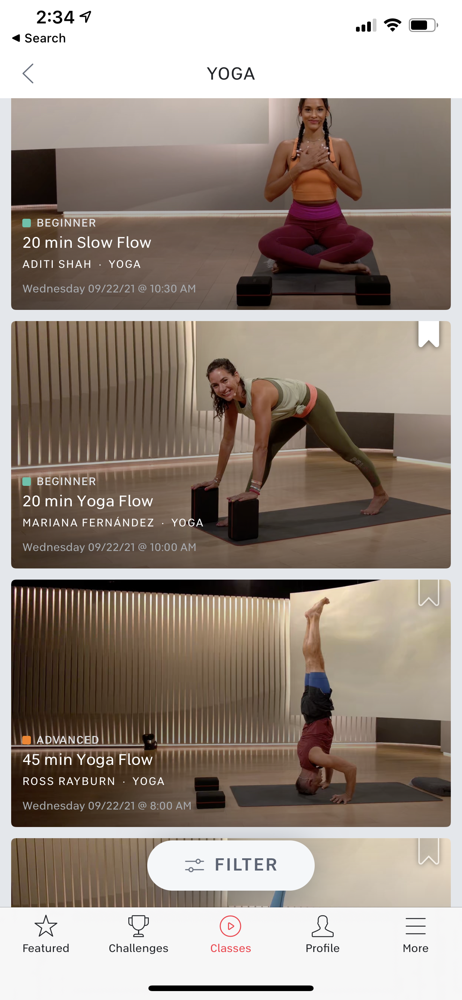 2:34
Search
YOGA
BEGINNER
20 min Slow Flow
ADITI SHAH · YOGA
Wednesday 09/22/21 @ 10:30 AM
BEGINNER
20 min Yoga Flow
MARIANA FERNÁNDEZ · YOGA
Wednesday 09/22/21 @ 10:00 AM
ADVANCED
45 min Yoga Flow
ROSS RAYBURN · YOGA
Wednesday 09/22/21 @ 8:00 AM
FILTER
Featured
Challenges
Classes
Profile
More